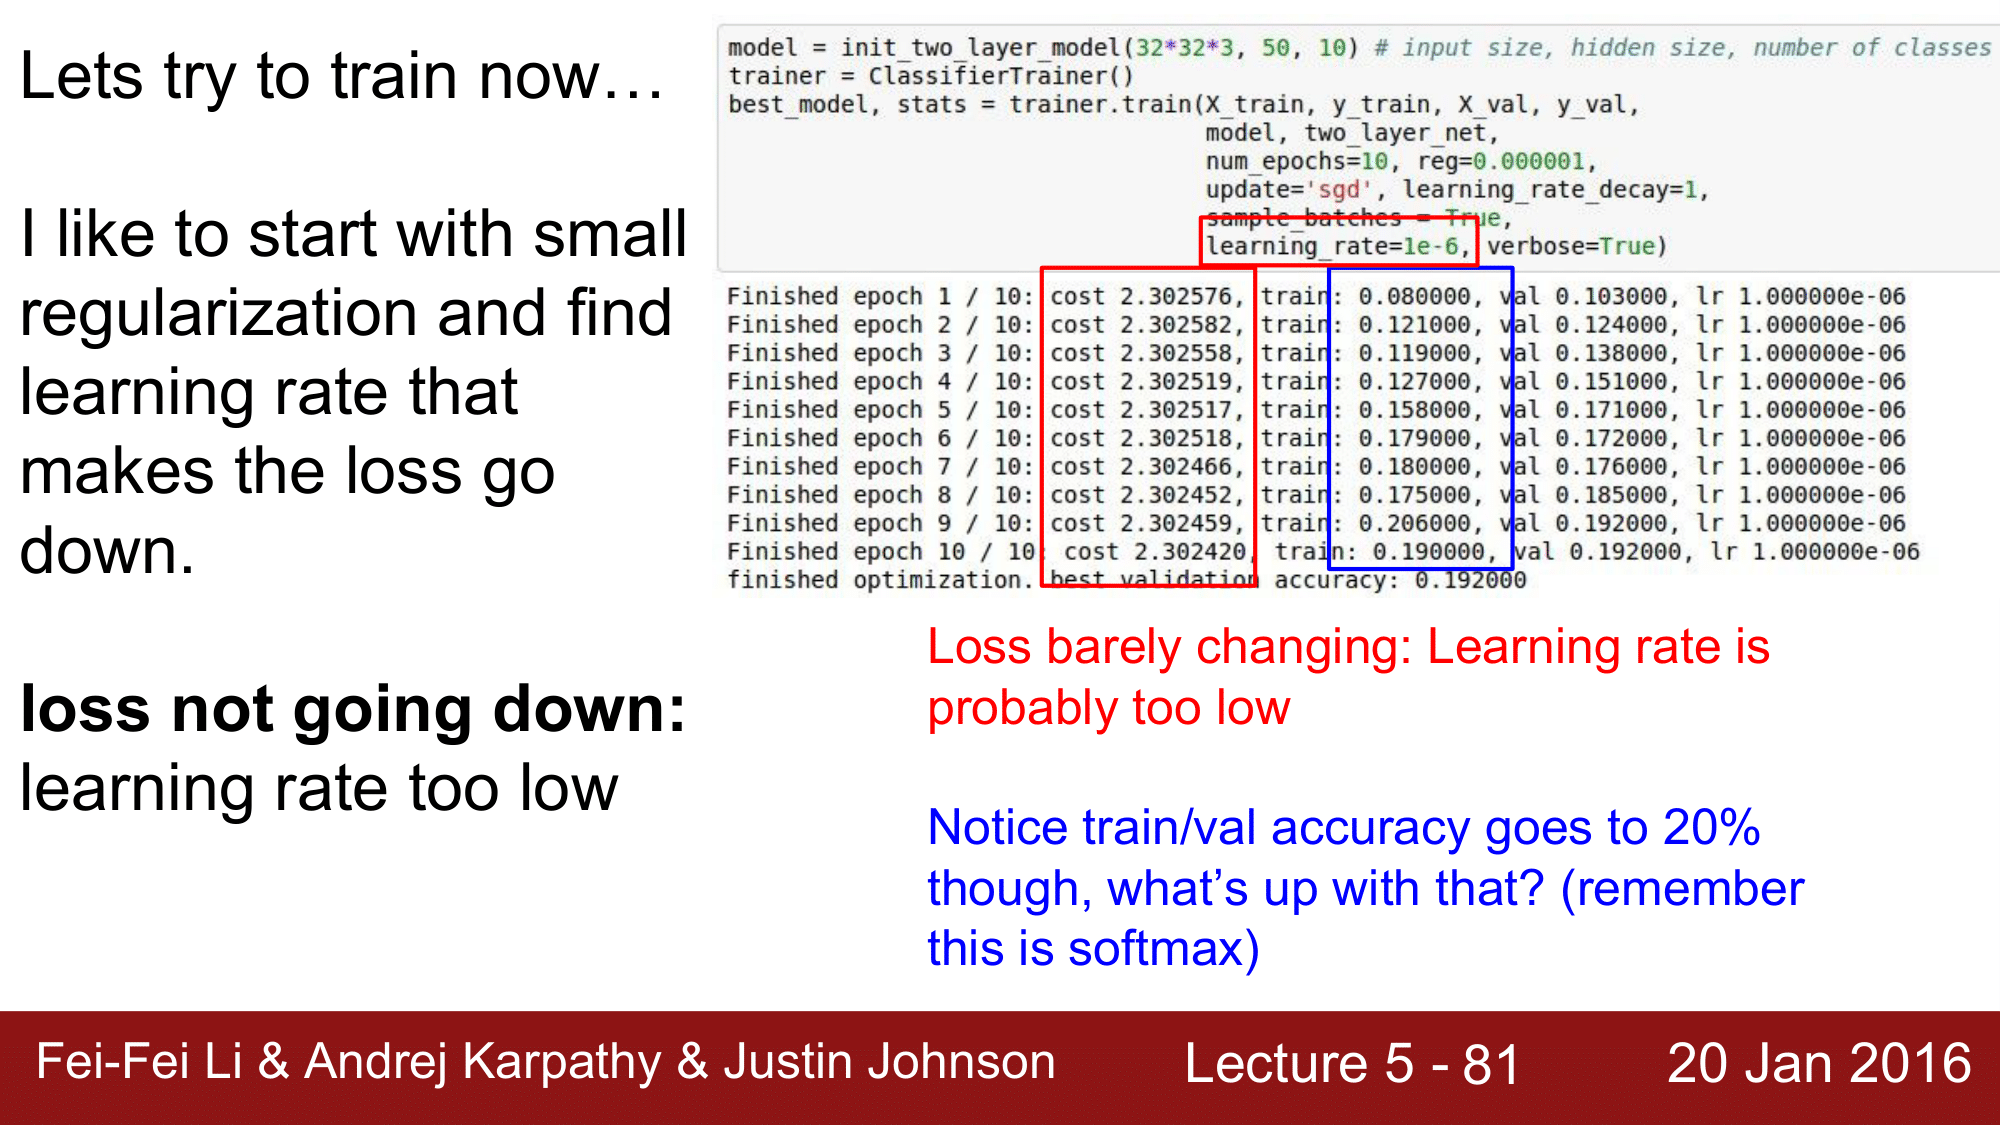 Lets try to train now…
I like to start with small
regularization and find
learning rate that
makes the loss go
down.
loss not going down:
learning rate too low
model = init_two_layer_model(32*32*3, 50, 10) # input size, hidden size, number of classes
trainer = ClassifierTrainer()
best_model, stats = trainer.train(X_train, y_train, X_val, y_val,
model, two_layer_net,
num_epochs=10, reg=0.000001,
update='sgd', learning_rate_decay=1,
sample_batches = True,
learning_rate=1e-6, verbose=True)
Finished epoch 1 / 10: cost 2.302576, train: 0.080000, val 0.103000, lr 1.000000e-06
Finished epoch 2 / 10: cost 2.302582, train: 0.121000, val 0.124000, lr 1.000000e-06
Finished epoch 3 / 10: cost 2.302558, train: 0.119000, val 0.138000, lr 1.000000e-06
Finished epoch 4 / 10: cost 2.302519, train: 0.127000, val 0.151000, lr 1.000000e-06
Finished epoch 5 / 10: cost 2.302517, train: 0.158000, val 0.171000, lr 1.000000e-06
Finished epoch 6 / 10: cost 2.302518, train: 0.179000, val 0.172000, lr 1.000000e-06
Finished epoch 7 / 10: cost 2.302466, train: 0.180000, val 0.176000, lr 1.000000e-06
Finished epoch 8 / 10: cost 2.302452, train: 0.175000, val 0.185000, lr 1.000000e-06
Finished epoch 9 / 10: cost 2.302459, train: 0.206000, val 0.192000, lr 1.000000e-06
Finished epoch 10 / 10: cost 2.302420, train: 0.190000, val 0.192000, lr 1.000000e-06
finished optimization. best validation accuracy: 0.192000
Loss barely changing: Learning rate is
probably too low
Notice train/val accuracy goes to 20%
though, what’s up with that? (remember
this is softmax)
Fei-Fei Li & Andrej Karpathy & Justin Johnson
Lecture 5 - 81
20 Jan 2016